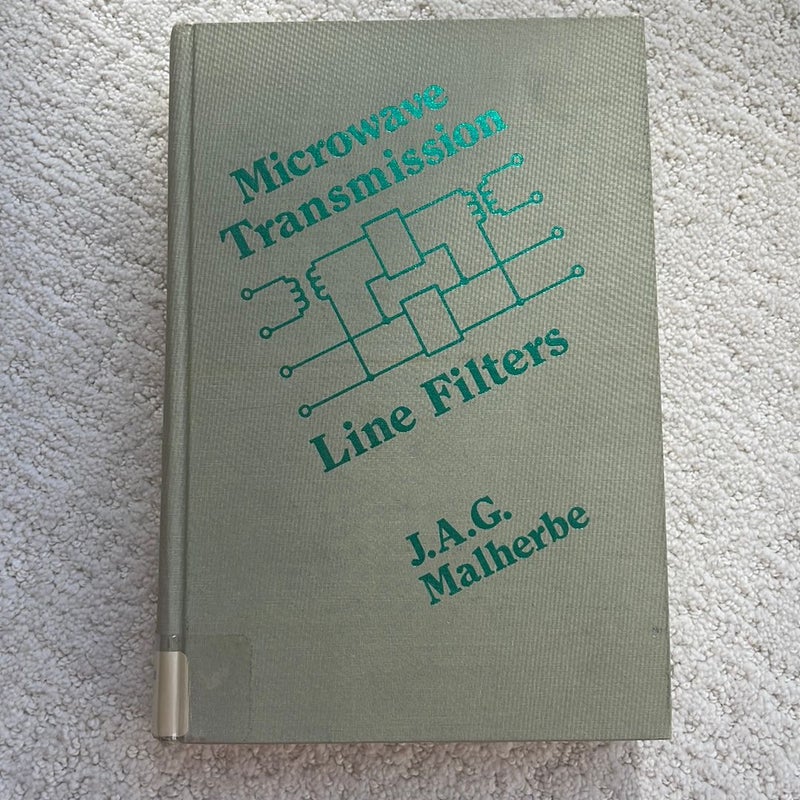 Microwave
Transmission
Line Filters
J.A.G.
Malherbe